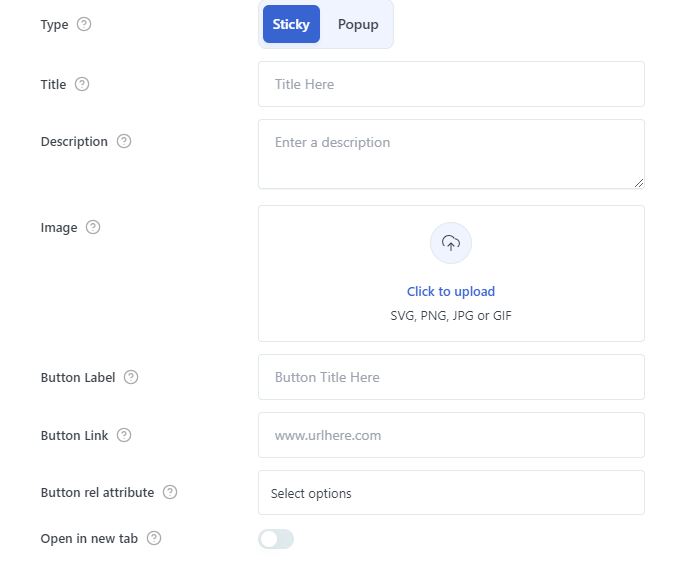 Type
Sticky
Popup
Title
Title Here
Description
Enter a description
Image
Click to upload
SVG, PNG, JPG or GIF
Button Label
Button Title Here
Button Link
www.urlhere.com
Button rel attribute
Select options
Open in new tab